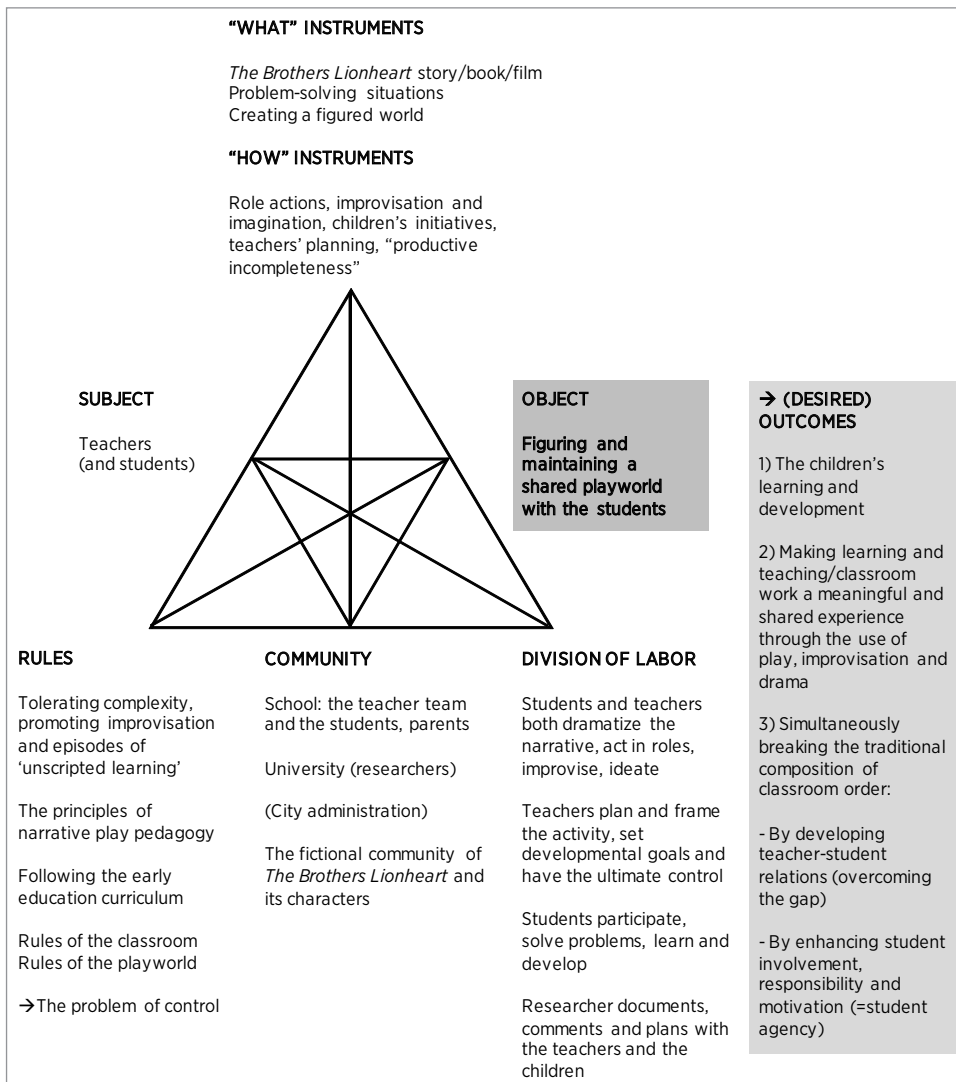 “WHAT” INSTRUMENTS
The Brothers Lionheart story/book/film
Problem-solving situations
Creating a figured world
“HOW” INSTRUMENTS
Role actions, improvisation and
imagination, children’s initiatives,
teachers’ planning, “productive
incompleteness”
SUBJECT
Teachers
(and students)
OBJECT
Figuring and
maintaining a
shared playworld
with the students
→ (DESIRED)
OUTCOMES
1) The children’s
learning and
development
2) Making learning and
teaching/classroom
work a meaningful and
shared experience
through the use of
play, improvisation and
drama
3) Simultaneously
breaking the traditional
composition of
classroom order:
- By developing
teacher-student
relations (overcoming
the gap)
- By enhancing student
involvement,
responsibility and
motivation (=student
agency)
RULES
Tolerating complexity,
promoting improvisation
and episodes of
‘unscripted learning’
The principles of
narrative play pedagogy
Following the early
education curriculum
Rules of the classroom
Rules of the playworld
→The problem of control
COMMUNITY
School: the teacher team
and the students, parents
University (researchers)
(City administration)
The fictional community of
The Brothers Lionheart and
its characters
DIVISION OF LABOR
Students and teachers
both dramatize the
narrative, act in roles,
improvise, ideate
Teachers plan and frame
the activity, set
developmental goals and
have the ultimate control
Students participate,
solve problems, learn and
develop
Researcher documents,
comments and plans with
the teachers and the
children